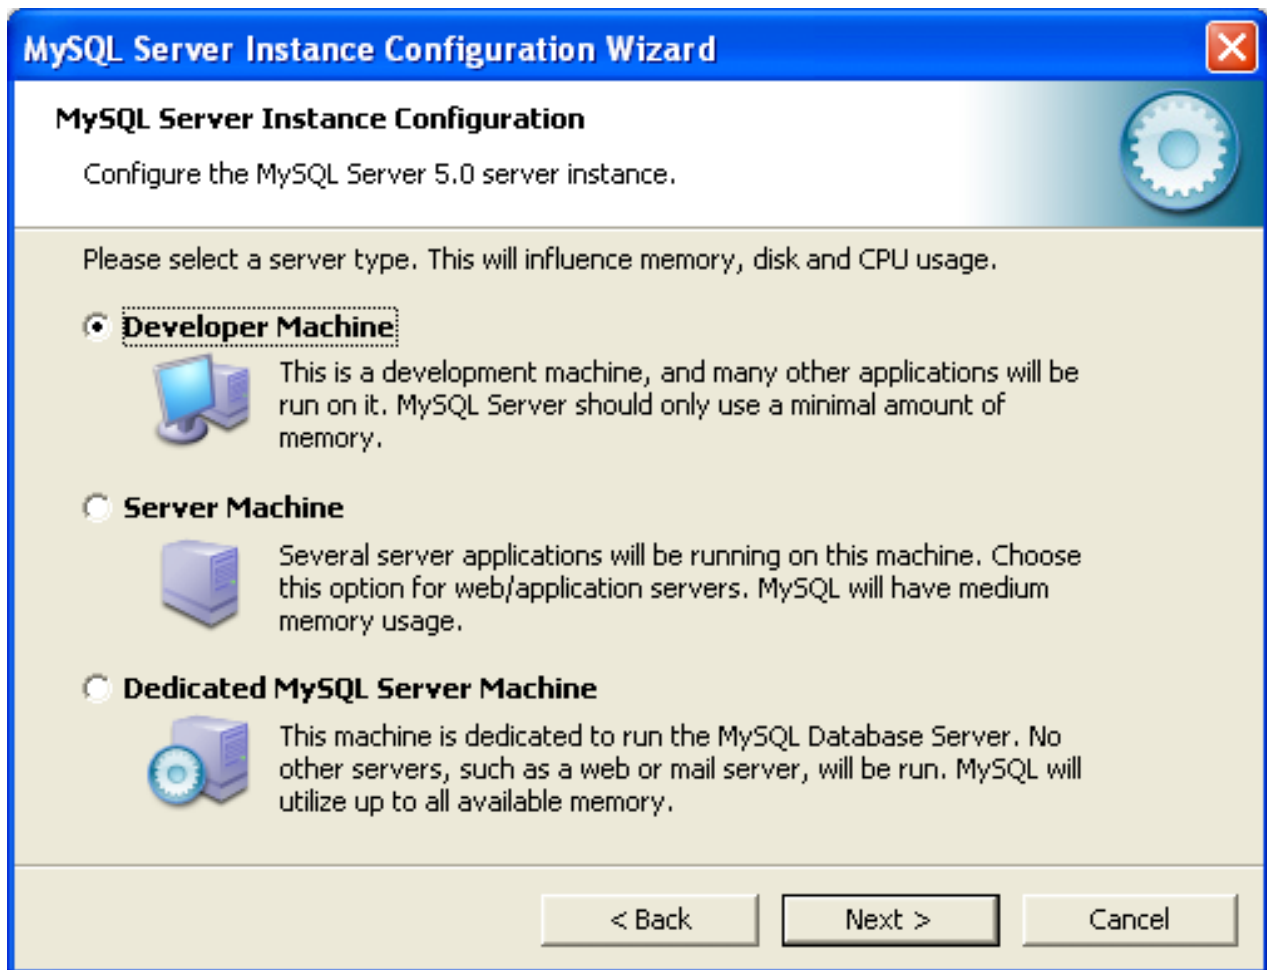 MySQL Server Instance Configuration Wizard
MySQL Server Instance Configuration
Configure the MySQL Server 5.0 server instance.
Please select a server type. This will influence memory, disk and CPU usage.
Developer Machine
This is a development machine, and many other applications will be
run on it. MySQL Server should only use a minimal amount of
memory.
Server Machine
Several server applications will be running on this machine. Choose
this option for web/application servers. MySQL will have medium
memory usage.
Dedicated MySQL Server Machine
This machine is dedicated to run the MySQL Database Server. No
other servers, such as a web or mail server, will be run. MySQL will
utilize up to all available memory.
< Back
Next >
Cancel